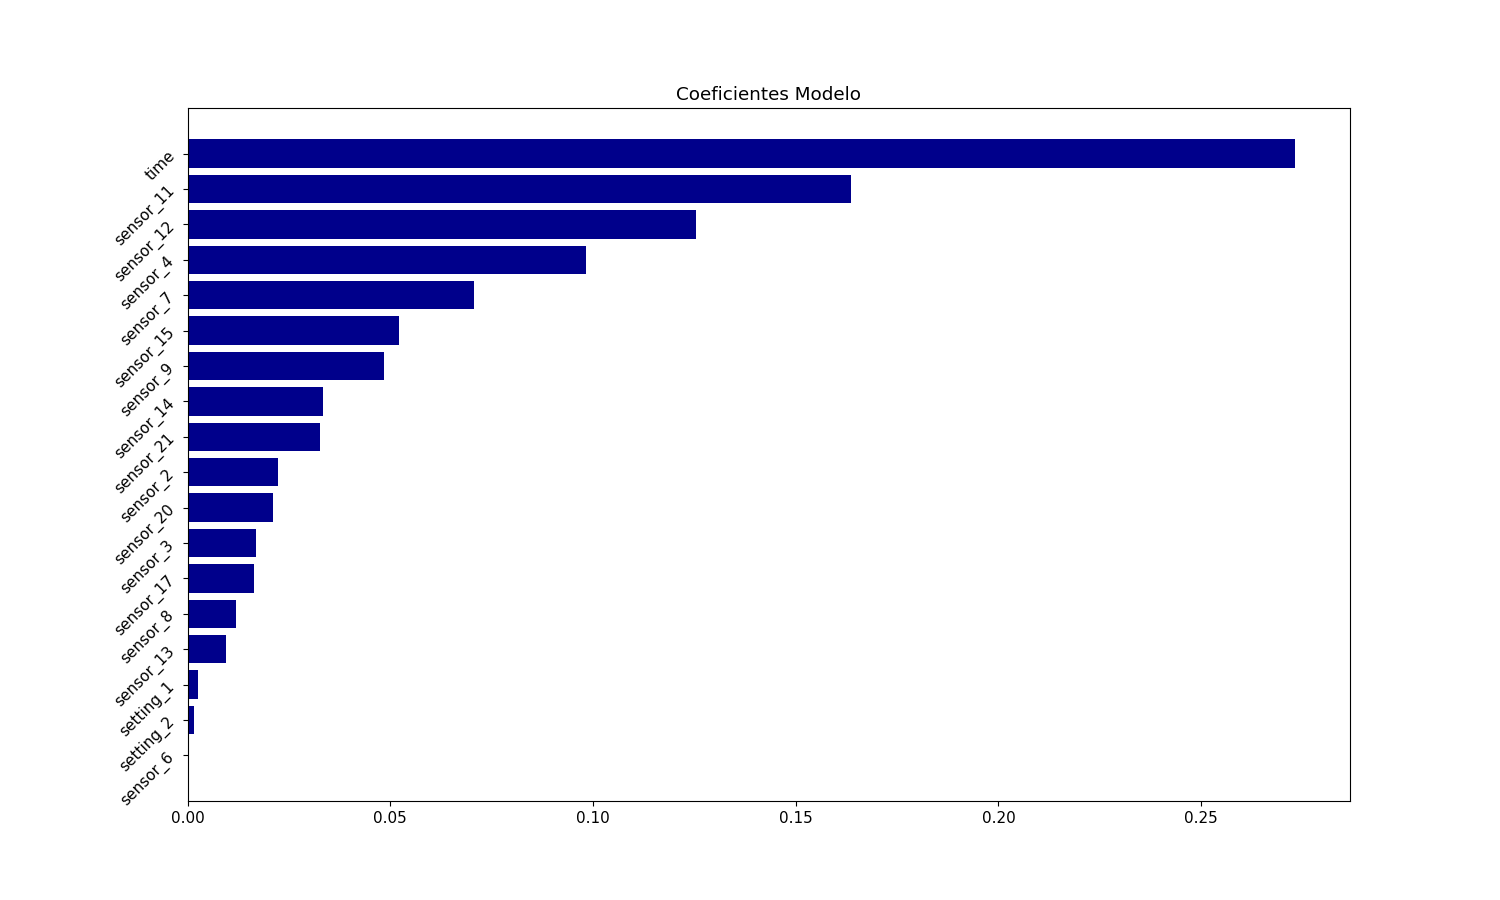 Coeficientes Modelo
time
sensor_11
sensor_12
sensor_4
sensor_7
sensor_15
sensor_9
sensor_14
sensor_21
sensor_2
sensor_20
sensor_3
sensor_17
sensor_8
sensor_13
setting_1
setting_2
sensor_6
0.00 0.05 0.10 0.15 0.20 0.25